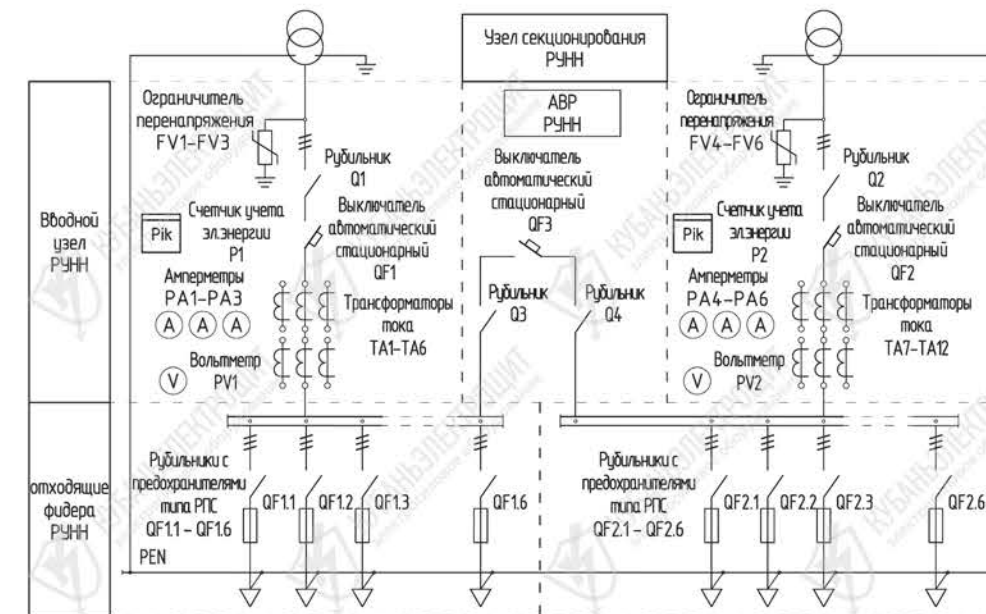 Узел секционирования
РУНН
АВР
РУНН
Вводной
узел
РУНН
Ограничитель
перенапряжения
FV1-FV3
Рубильник
Q1
Pik
Счетчик учета
эл.энергии
P1
Выключатель
автоматический
стационарный
QF1
Амперметры
PA1-PA3
A A A
Трансформаторы
тока
TA1-TA6
Вольтметр
PV1
V
Выключатель
автоматический
стационарный
QF3
Рубильник
Q3
Рубильник
Q4
Ограничитель
перенапряжения
FV4-FV6
Рубильник
Q2
Pik
Счетчик учета
эл.энергии
P2
Выключатель
автоматический
стационарный
QF2
Амперметры
PA4-PA6
A A A
Трансформаторы
тока
TA7-TA12
Вольтметр
PV2
V
отходящие
фидера
РУНН
Рубильники с
предохранителями
типа РПС
QF1.1 - QF1.6
QF1.1 QF1.2 QF1.3 QF1.6
PEN
Рубильники с
предохранителями
типа РПС
QF2.1 - QF2.6
QF2.1 QF2.2 QF2.3 QF2.6
КУБАНЬЭЛЕКТРОЩИТ